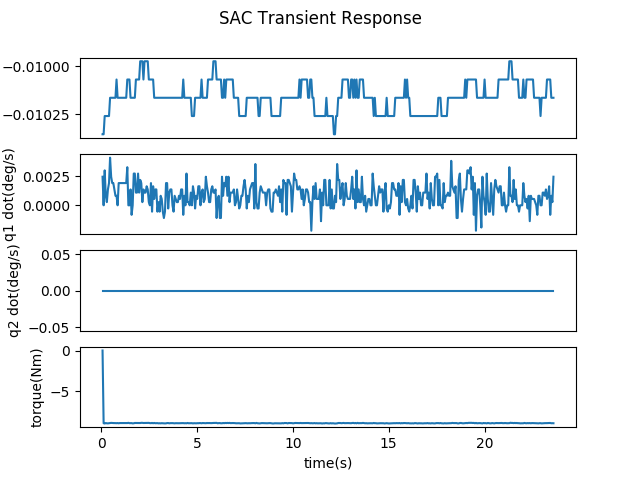 SAC Transient Response
−0.01000
−0.01025
q1 dot(deg/s)
0.0025
0.0000
q2 dot(deg/s)
0.05
0.00
−0.05
torque(Nm)
0
−5
0 5 10 15 20
time(s)